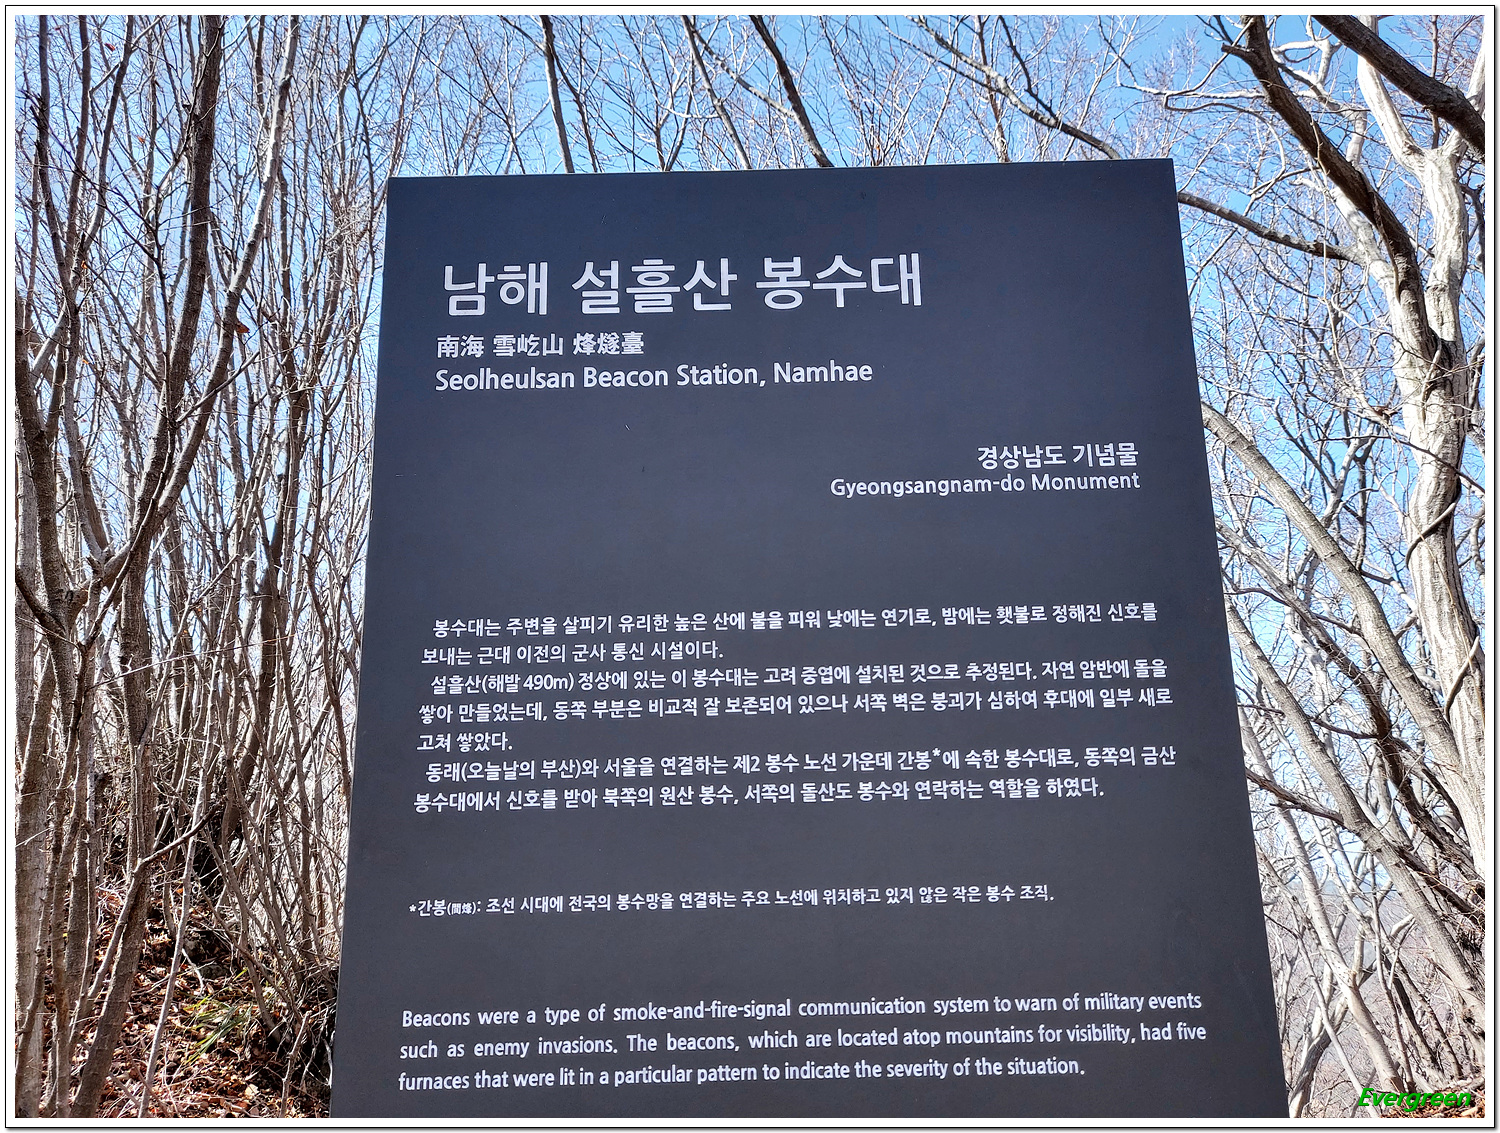 남해 설흘산 봉수대
南海 雪屹山 烽燧臺
Seolheulsan Beacon Station, Namhae
경상남도 기념물
Gyeongsangnam-do Monument
봉수대는 주변을 살피기 유리한 높은 산에 불을 피워 낮에는 연기로, 밤에는 횃불로 정해진 신호를
보내는 근대 이전의 군사 통신 시설이다.
설흘산(해발 490m) 정상에 있는 이 봉수대는 고려 중엽에 설치된 것으로 추정된다. 자연 암반에 돌을
쌓아 만들었는데, 동쪽 부분은 비교적 잘 보존되어 있으나 서쪽 벽은 붕괴가 심하여 후대에 일부 새로
고쳐 쌓았다.
동래(오늘날의 부산)와 서울을 연결하는 제2 봉수 노선 가운데 간봉*에 속한 봉수대로, 동쪽의 금산
봉수대에서 신호를 받아 북쪽의 원산 봉수, 서쪽의 돌산도 봉수와 연락하는 역할을 하였다.
*간봉(間烽): 조선 시대에 전국의 봉수망을 연결하는 주요 노선에 위치하고 있지 않은 작은 봉수 조직.
Beacons were a type of smoke-and-fire-signal communication system to warn of military events
such as enemy invasions. The beacons, which are located atop mountains for visibility, had five
furnaces that were lit in a particular pattern to indicate the severity of the situation.
Evergreen